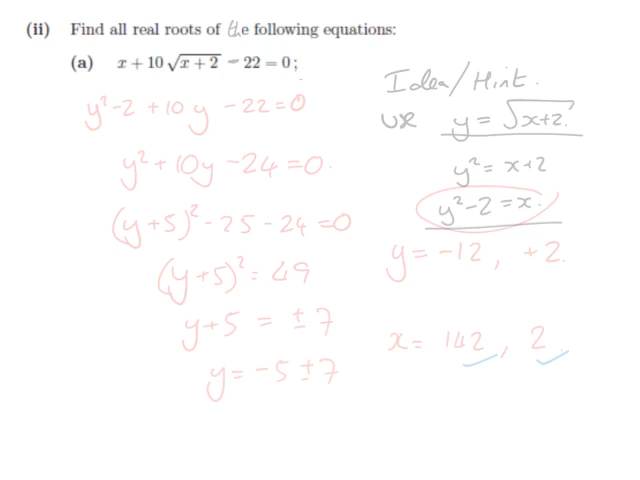 (ii) Find all real roots of the following equations:
(a) x + 10 √(x + 2) − 22 = 0;
Idea/Hint.
use y = √(x+2).
y² = x+2
y²-2 = x.
y²-2 +10y -22=0
y²+10y-24=0.
(y+5)²-25-24=0
(y+5)²=49
y+5 = ±7
y= -5 ±7
y= -12, +2.
x= 142, 2